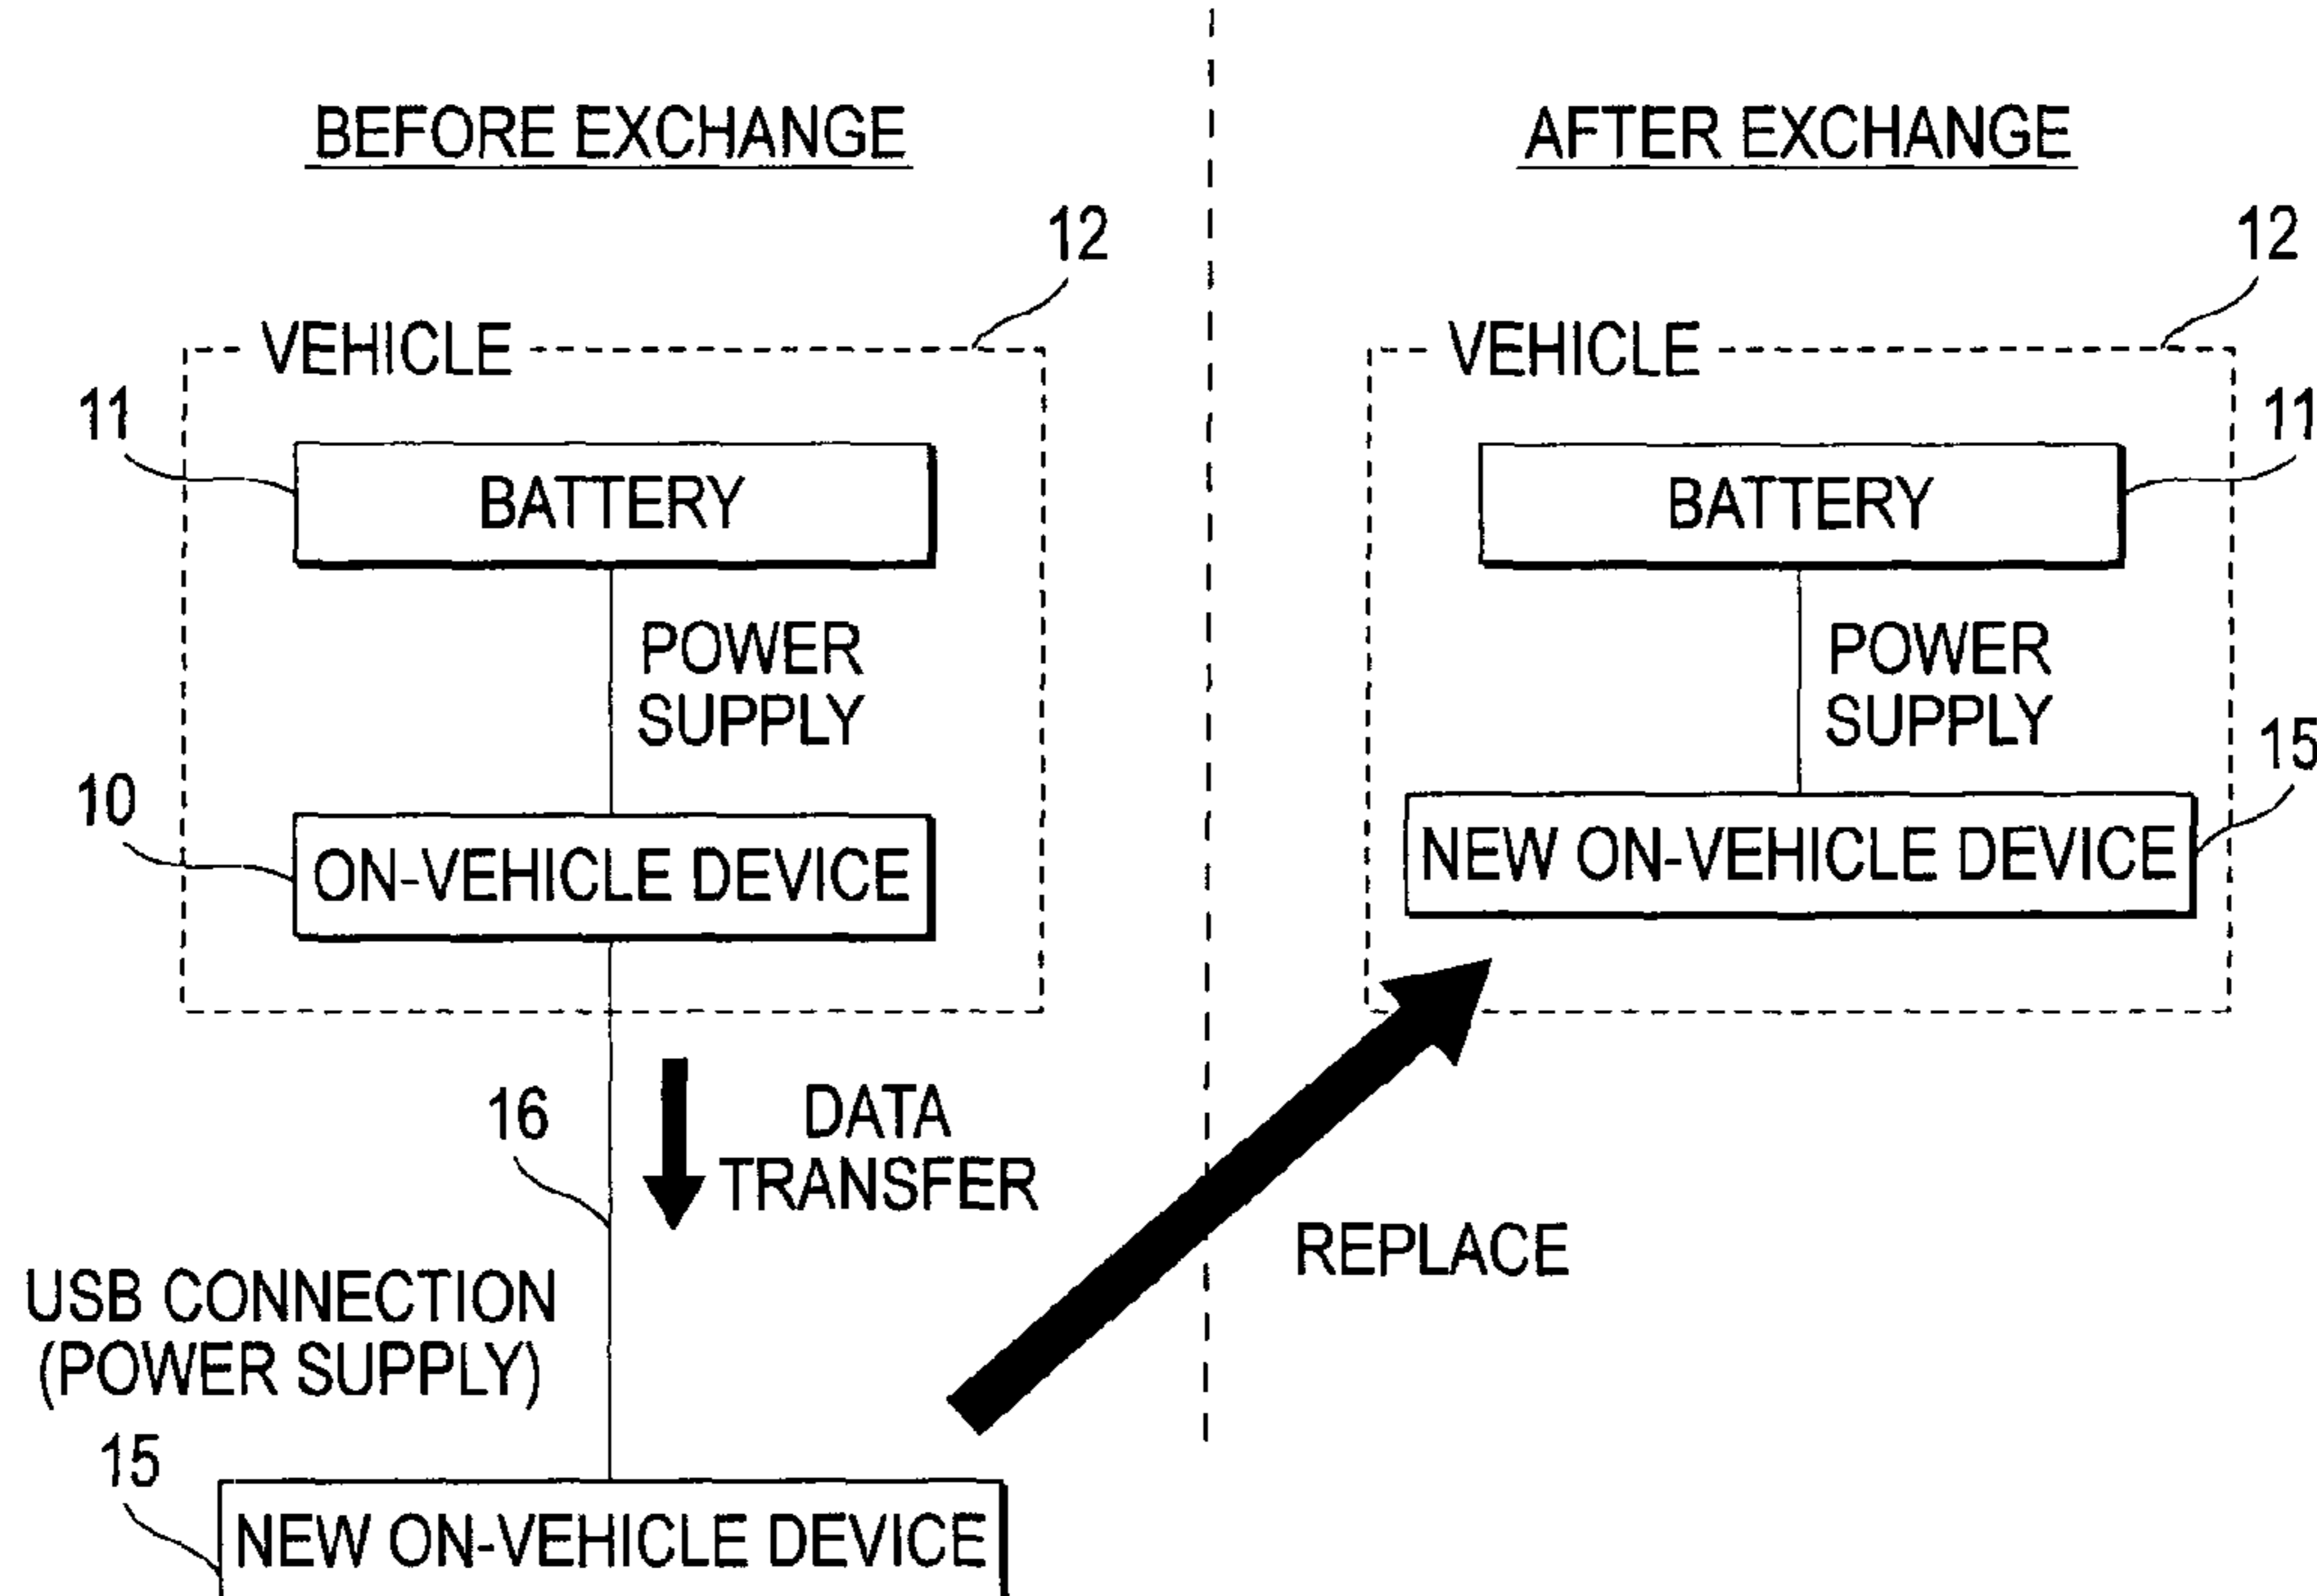 BEFORE EXCHANGE
12
VEHICLE
11
BATTERY
POWER
SUPPLY
10
ON-VEHICLE DEVICE
16
DATA
TRANSFER
USB CONNECTION
(POWER SUPPLY)
15
NEW ON-VEHICLE DEVICE
REPLACE
AFTER EXCHANGE
12
VEHICLE
11
BATTERY
POWER
SUPPLY
15
NEW ON-VEHICLE DEVICE